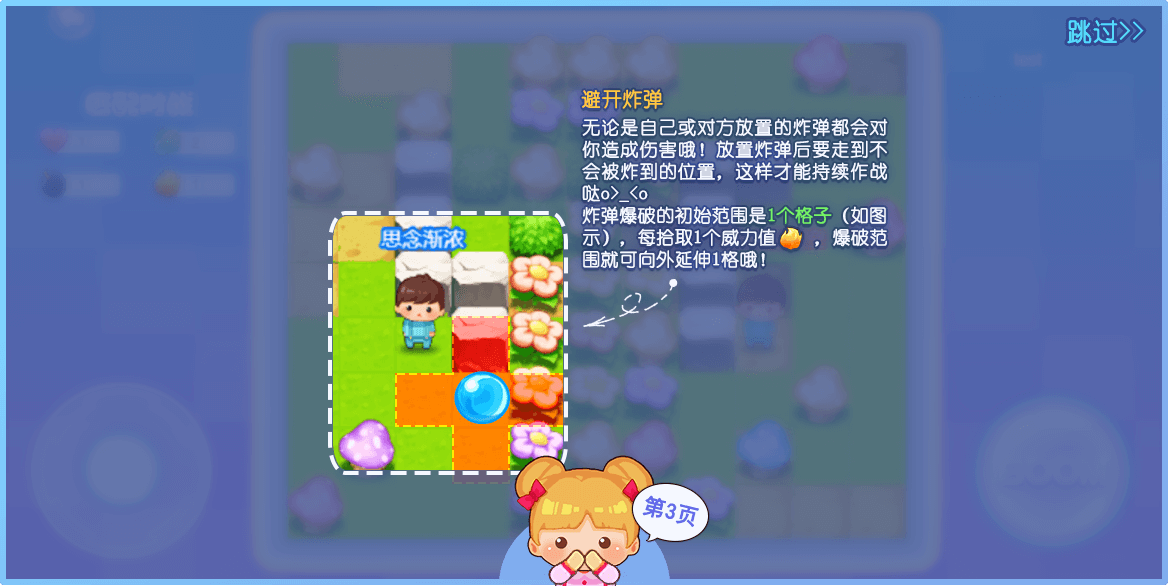 跳过>>
避开炸弹
无论是自己或对方放置的炸弹都会对
你造成伤害哦！放置炸弹后要走到不
会被炸到的位置，这样才能持续作战
哒o>_<o
炸弹爆破的初始范围是1个格子（如图
示），每拾取1个威力值，爆破范
围就可向外延伸1格哦！
思念渐浓
第3页